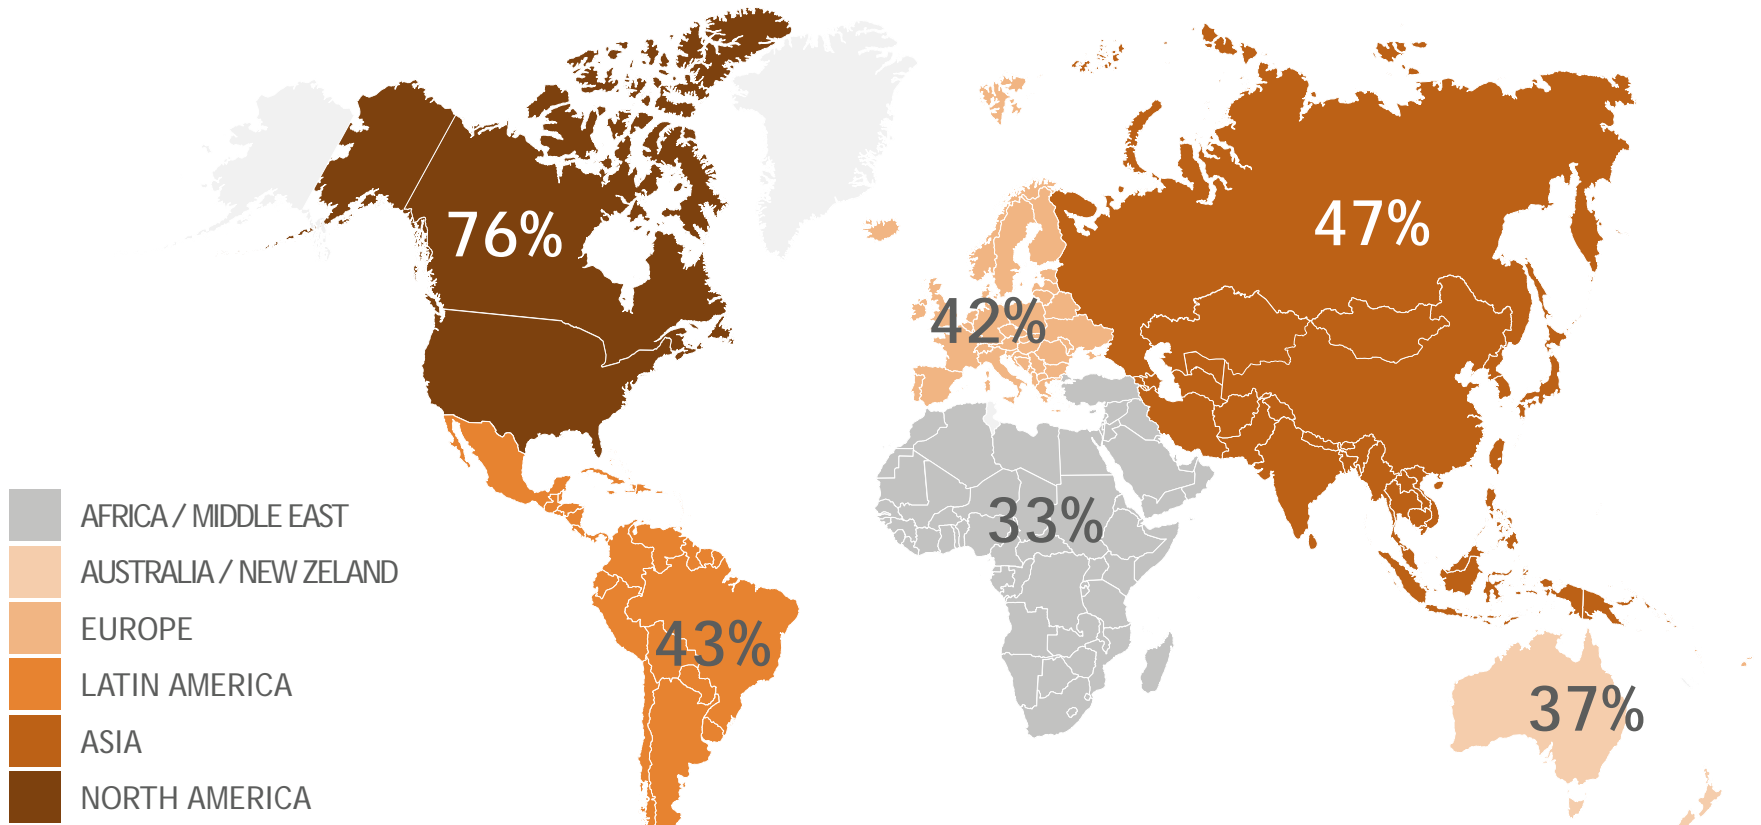 76%
47%
42%
33%
43%
37%
AFRICA / MIDDLE EAST
AUSTRALIA / NEW ZELAND
EUROPE
LATIN AMERICA
ASIA
NORTH AMERICA